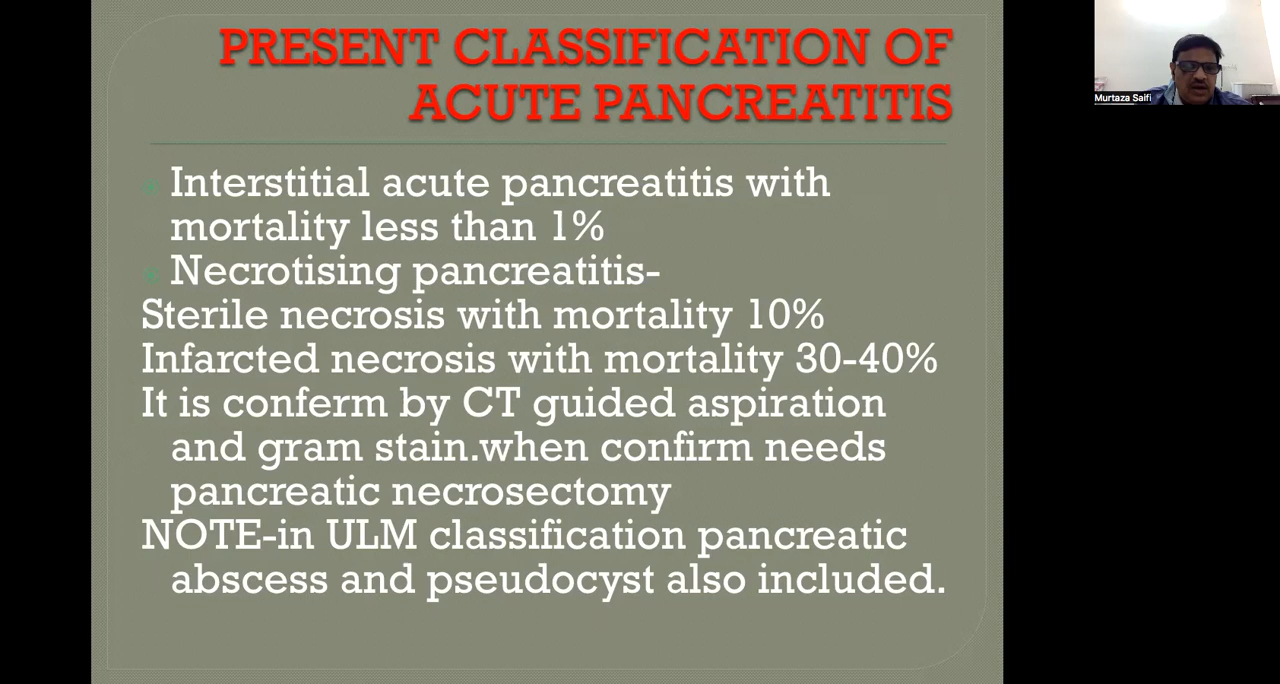 PRESENT CLASSIFICATION OF
ACUTE PANCREATITIS
Interstitial acute pancreatitis with
mortality less than 1%
Necrotising pancreatitis-
Sterile necrosis with mortality 10%
Infarcted necrosis with mortality 30-40%
It is conferm by CT guided aspiration
and gram stain.when confirm needs
pancreatic necrosectomy
NOTE-in ULM classification pancreatic
abscess and pseudocyst also included.
Murtaza Saifi